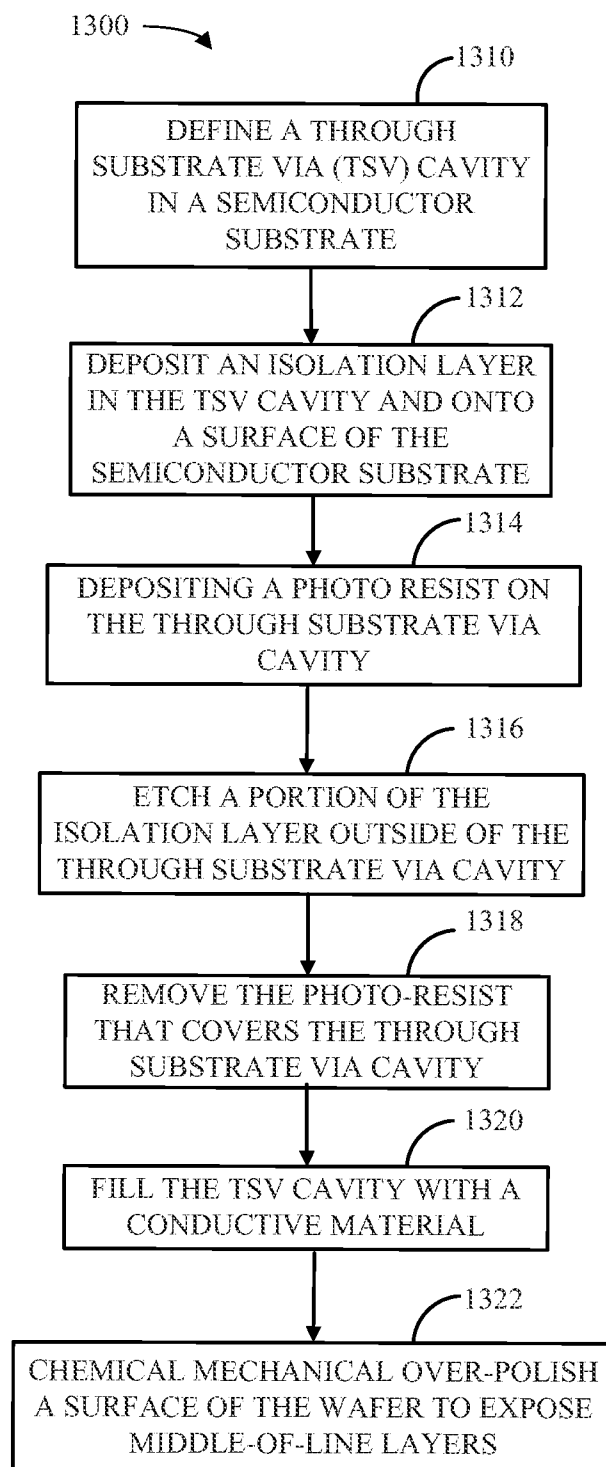 1300
1310
DEFINE A THROUGH
SUBSTRATE VIA (TSV) CAVITY
IN A SEMICONDUCTOR
SUBSTRATE
1312
DEPOSIT AN ISOLATION LAYER
IN THE TSV CAVITY AND ONTO
A SURFACE OF THE
SEMICONDUCTOR SUBSTRATE
1314
DEPOSITING A PHOTO RESIST ON
THE THROUGH SUBSTRATE VIA
CAVITY
1316
ETCH A PORTION OF THE
ISOLATION LAYER OUTSIDE OF THE
THROUGH SUBSTRATE VIA CAVITY
1318
REMOVE THE PHOTO-RESIST
THAT COVERS THE THROUGH
SUBSTRATE VIA CAVITY
1320
FILL THE TSV CAVITY WITH A
CONDUCTIVE MATERIAL
1322
CHEMICAL MECHANICAL OVER-POLISH
A SURFACE OF THE WAFER TO EXPOSE
MIDDLE-OF-LINE LAYERS